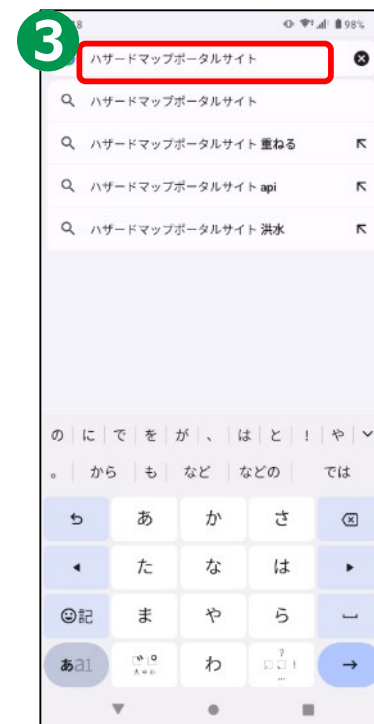 3
8 98%
ハザードマップポータルサイト
ハザードマップポータルサイト
ハザードマップポータルサイト 重ねる
ハザードマップポータルサイト api
ハザードマップポータルサイト 洪水
の に で を が 、 は と ! や
。 から も など などの では
あ か さ
た な は
記 ま や ら
あa1 大⇔小 わ ? ! …